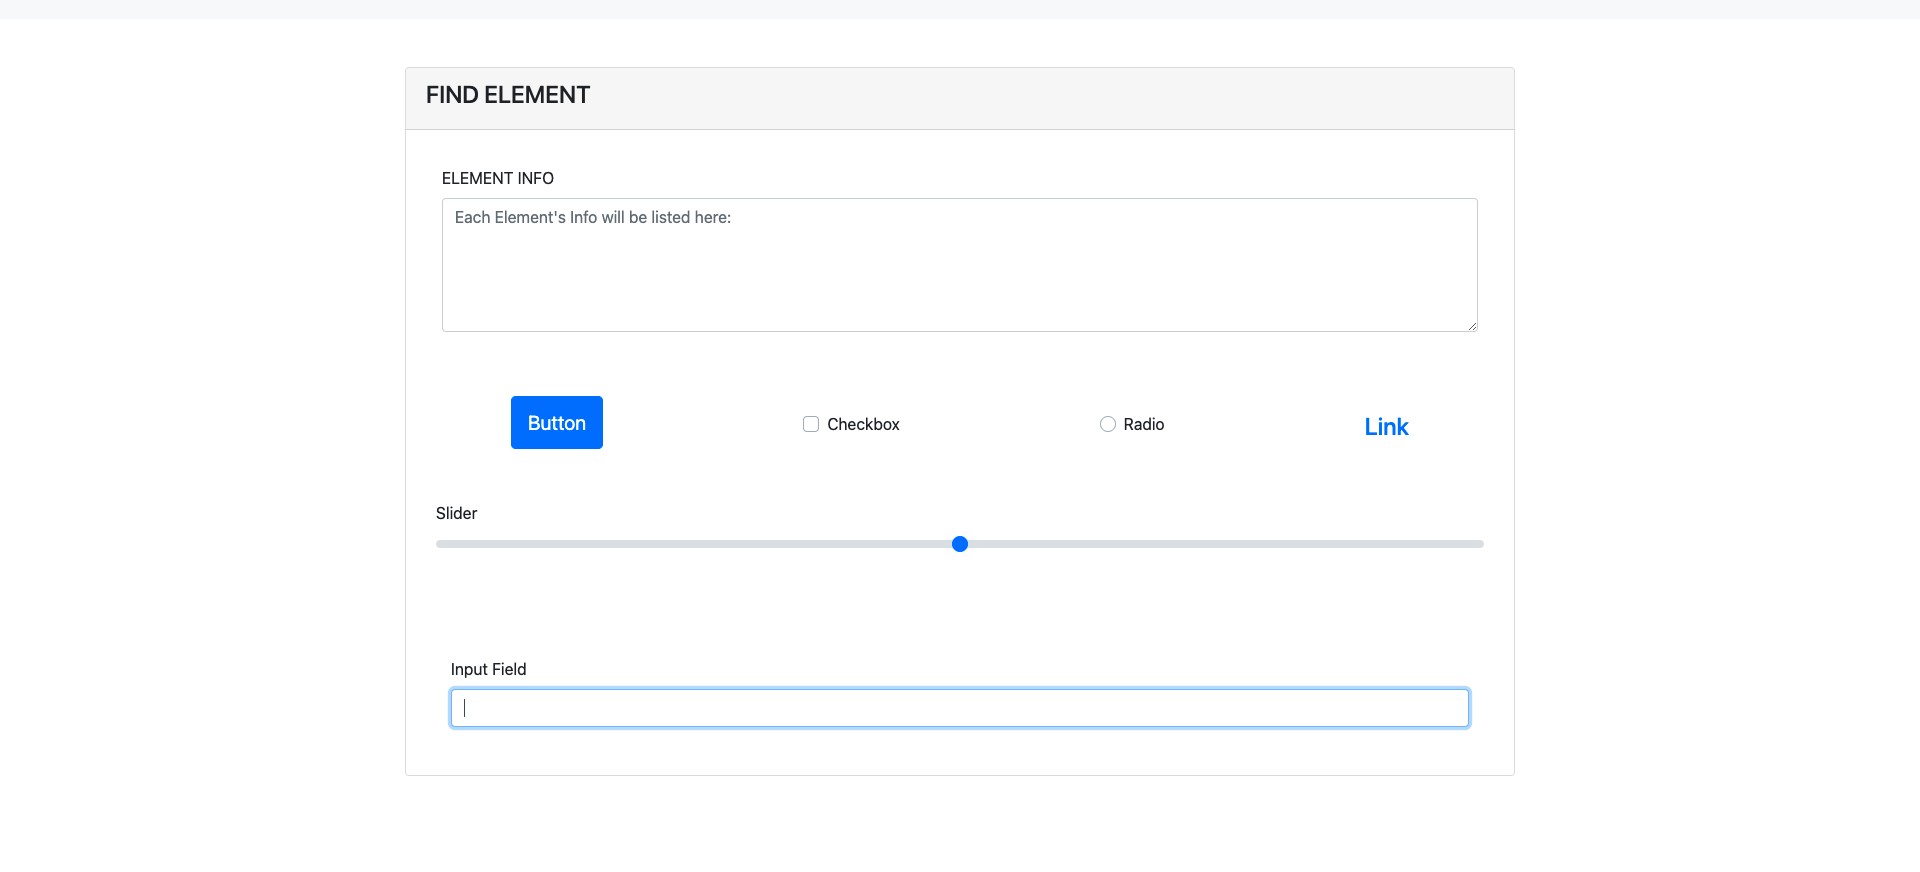 FIND ELEMENT
ELEMENT INFO
Each Element's Info will be listed here:
Button
Checkbox
Radio
Link
Slider
Input Field